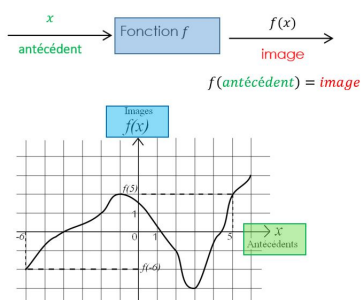 x
antécédent
Fonction f
f(x)
image
f(antécédent) = image
Images
f(x)
f(5)
1
-6
0
1
5
x
Antécédents
f(-6)